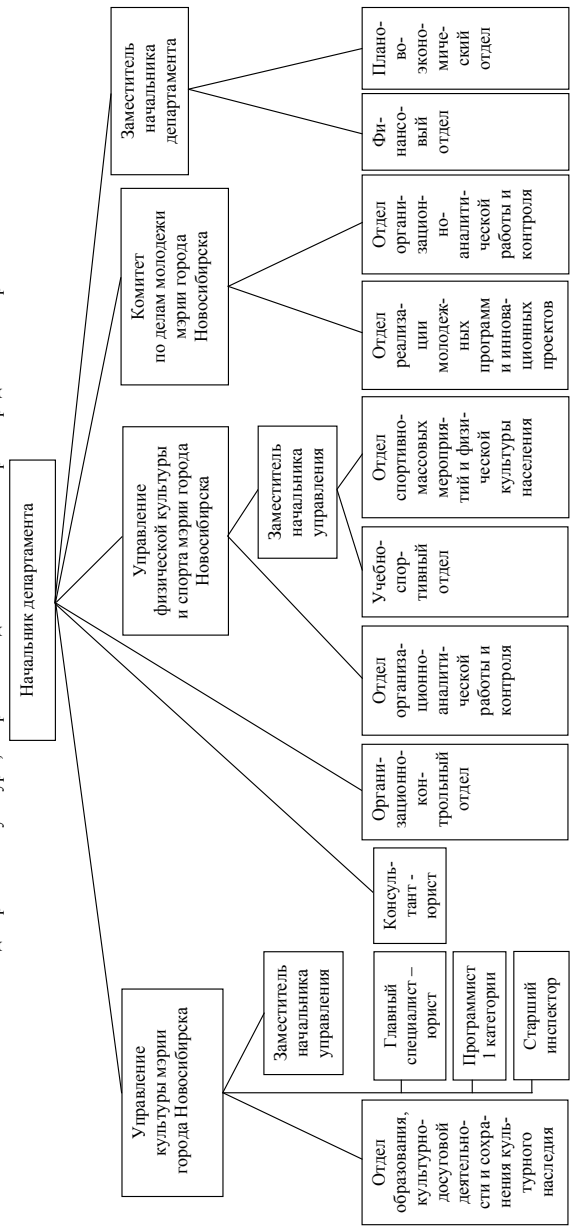 Начальник департамента
Управление
культуры мэрии
города Новосибирска
Управление
физической культуры
и спорта мэрии города
Новосибирска
Комитет
по делам молодежи
мэрии города
Новосибирска
Заместитель
начальника
департамента
Заместитель
начальника
управления
Заместитель
начальника
управления
Отдел
образования,
культурно-
досуговой
деятельно-
сти и сохра-
нения куль-
турного
наследия
Главный
специалист –
юрист
Программист
1 категории
Старший
инспектор
Консуль-
тант -
юрист
Органи-
зационно-
кон-
трольный
отдел
Отдел
организа-
ционно-
аналити-
ческой
работы и
контроля
Учебно-
спор-
тивный
отдел
Отдел
спортивно-
массовых
мероприя-
тий и физи-
ческой
культуры
населения
Отдел
реализа-
ции
молодеж-
ных
программ
и иннова-
ционных
проектов
Отдел
органи-
зацион-
но-
аналити-
ческой
работы и
контроля
Фи-
нансо-
вый
отдел
Плано-
во-
эконо-
миче-
ский
отдел